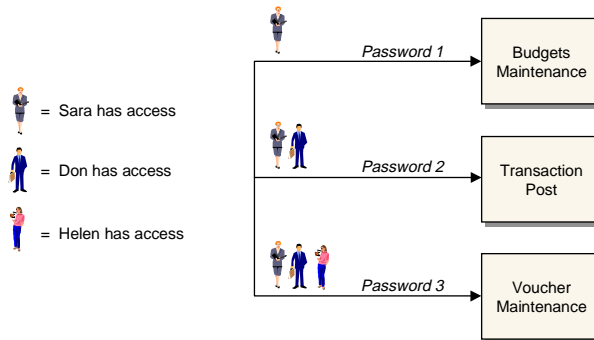 Password 1
Budgets
Maintenance
= Sara has access
Password 2
Transaction
Post
= Don has access
= Helen has access
Password 3
Voucher
Maintenance